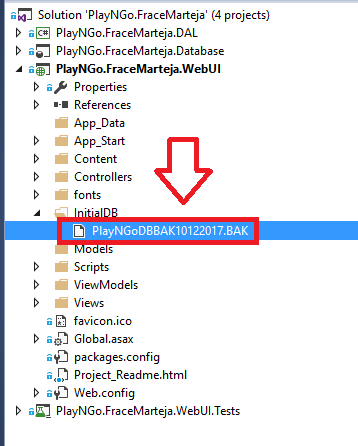 Solution 'PlayNGo.FraceMarteja' (5 projects)
PlayNGo.FraceMarteja.DAL
PlayNGo.FraceMarteja.Database
PlayNGo.FraceMarteja.WebUI
Properties
References
App_Data
App_Start
Content
Controllers
fonts
InitialDB
PlayNGoDBBAK10122017.BAK
Models
Scripts
ViewModels
Views
favicon.ico
Global.asax
packages.config
Project_Readme.html
Web.config
PlayNGo.FraceMarteja.WebUI.Tests